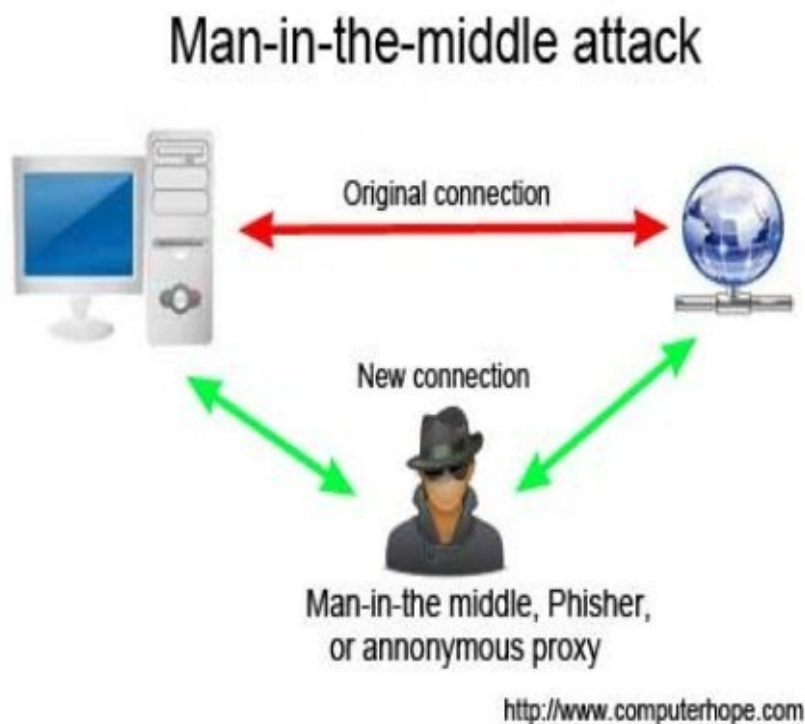 Man-in-the-middle attack
Original connection
New connection
Man-in-the middle, Phisher,
or annonymous proxy
http://www.computerhope.com